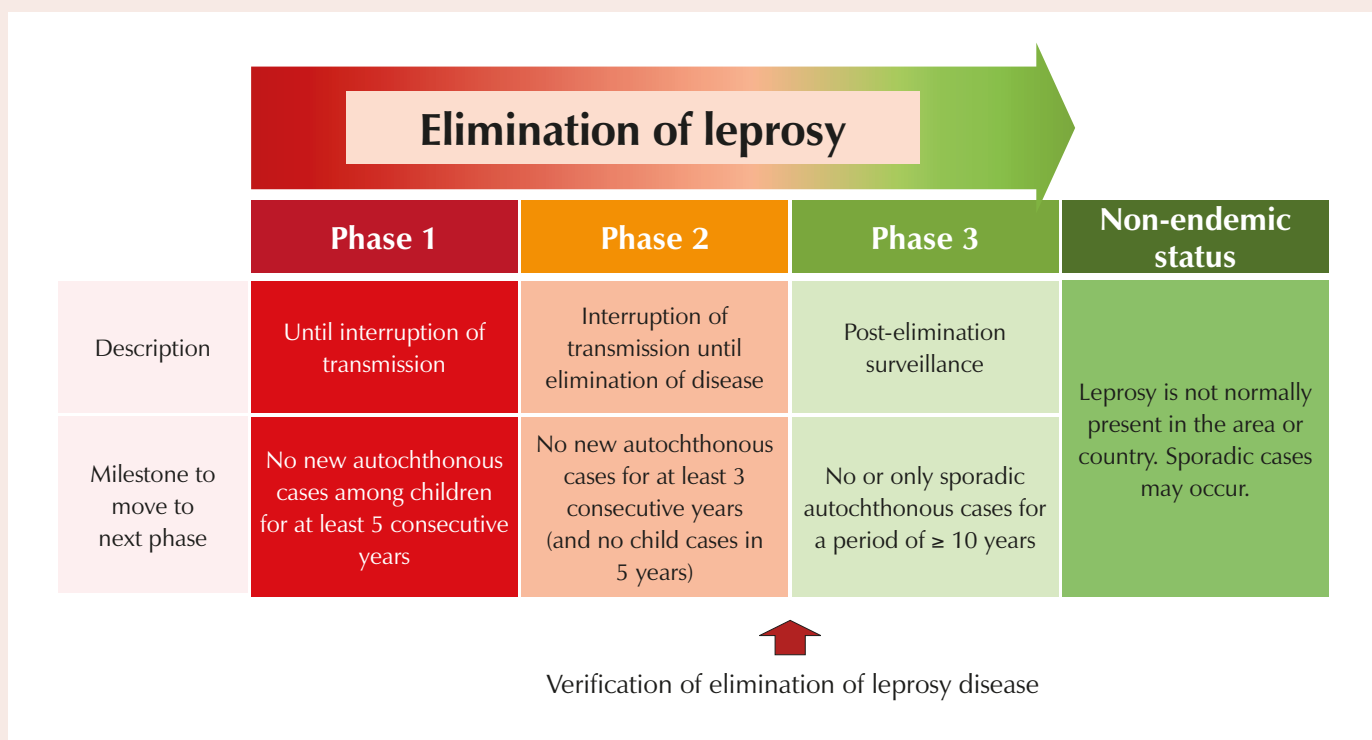 Elimination of leprosy
Phase 1
Phase 2
Phase 3
Non-endemic
status
Description
Until interruption of
transmission
Interruption of
transmission until
elimination of disease
Post-elimination
surveillance
Leprosy is not normally
present in the area or
country. Sporadic cases
may occur.
Milestone to
move to
next phase
No new autochthonous
cases among children
for at least 5 consecutive
years
No new autochthonous
cases for at least 3
consecutive years
(and no child cases in
5 years)
No or only sporadic
autochthonous cases for
a period of ≥ 10 years
Verification of elimination of leprosy disease